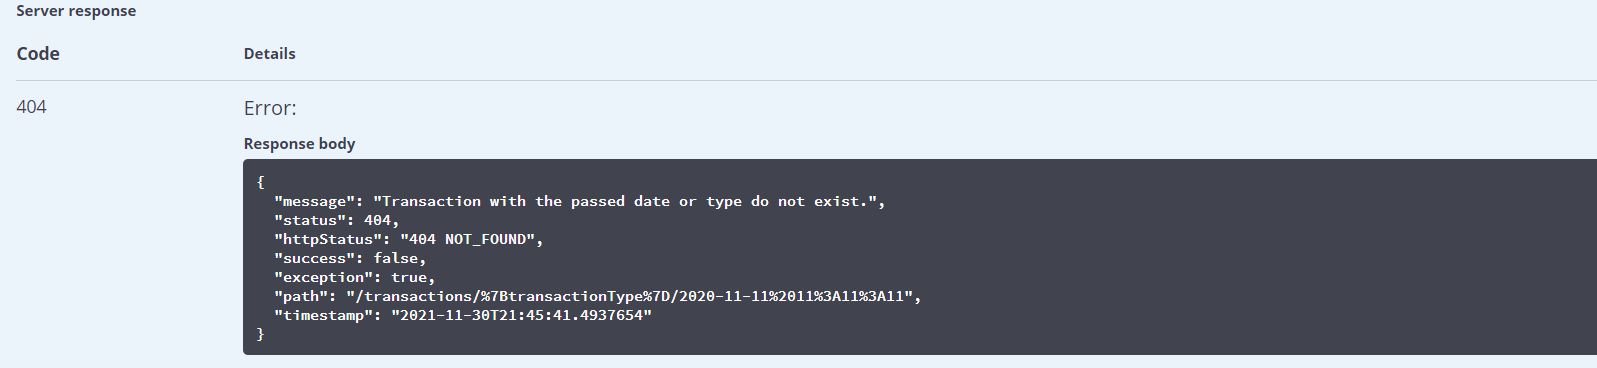 Server response
Code Details
404 Error:
Response body
{
  "message": "Transaction with the passed date or type do not exist.",
  "status": 404,
  "httpStatus": "404 NOT_FOUND",
  "success": false,
  "exception": true,
  "path": "/transactions/%7BtransactionType%7D/2020-11-11%2011%3A11%3A11",
  "timestamp": "2021-11-30T21:45:41.4937654"
}